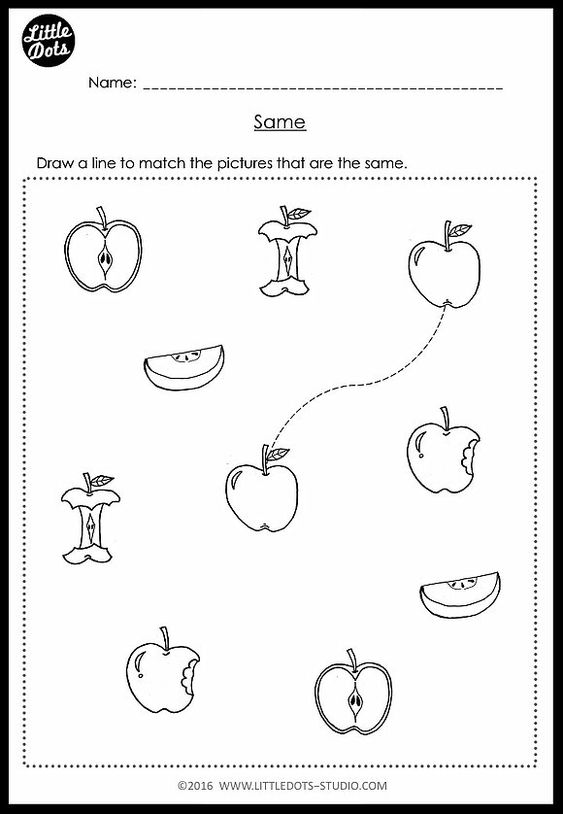 Little
Dots
Name: ________________________________________
Same
Draw a line to match the pictures that are the same.
©2016 WWW.LITTLEDOTS-STUDIO.COM